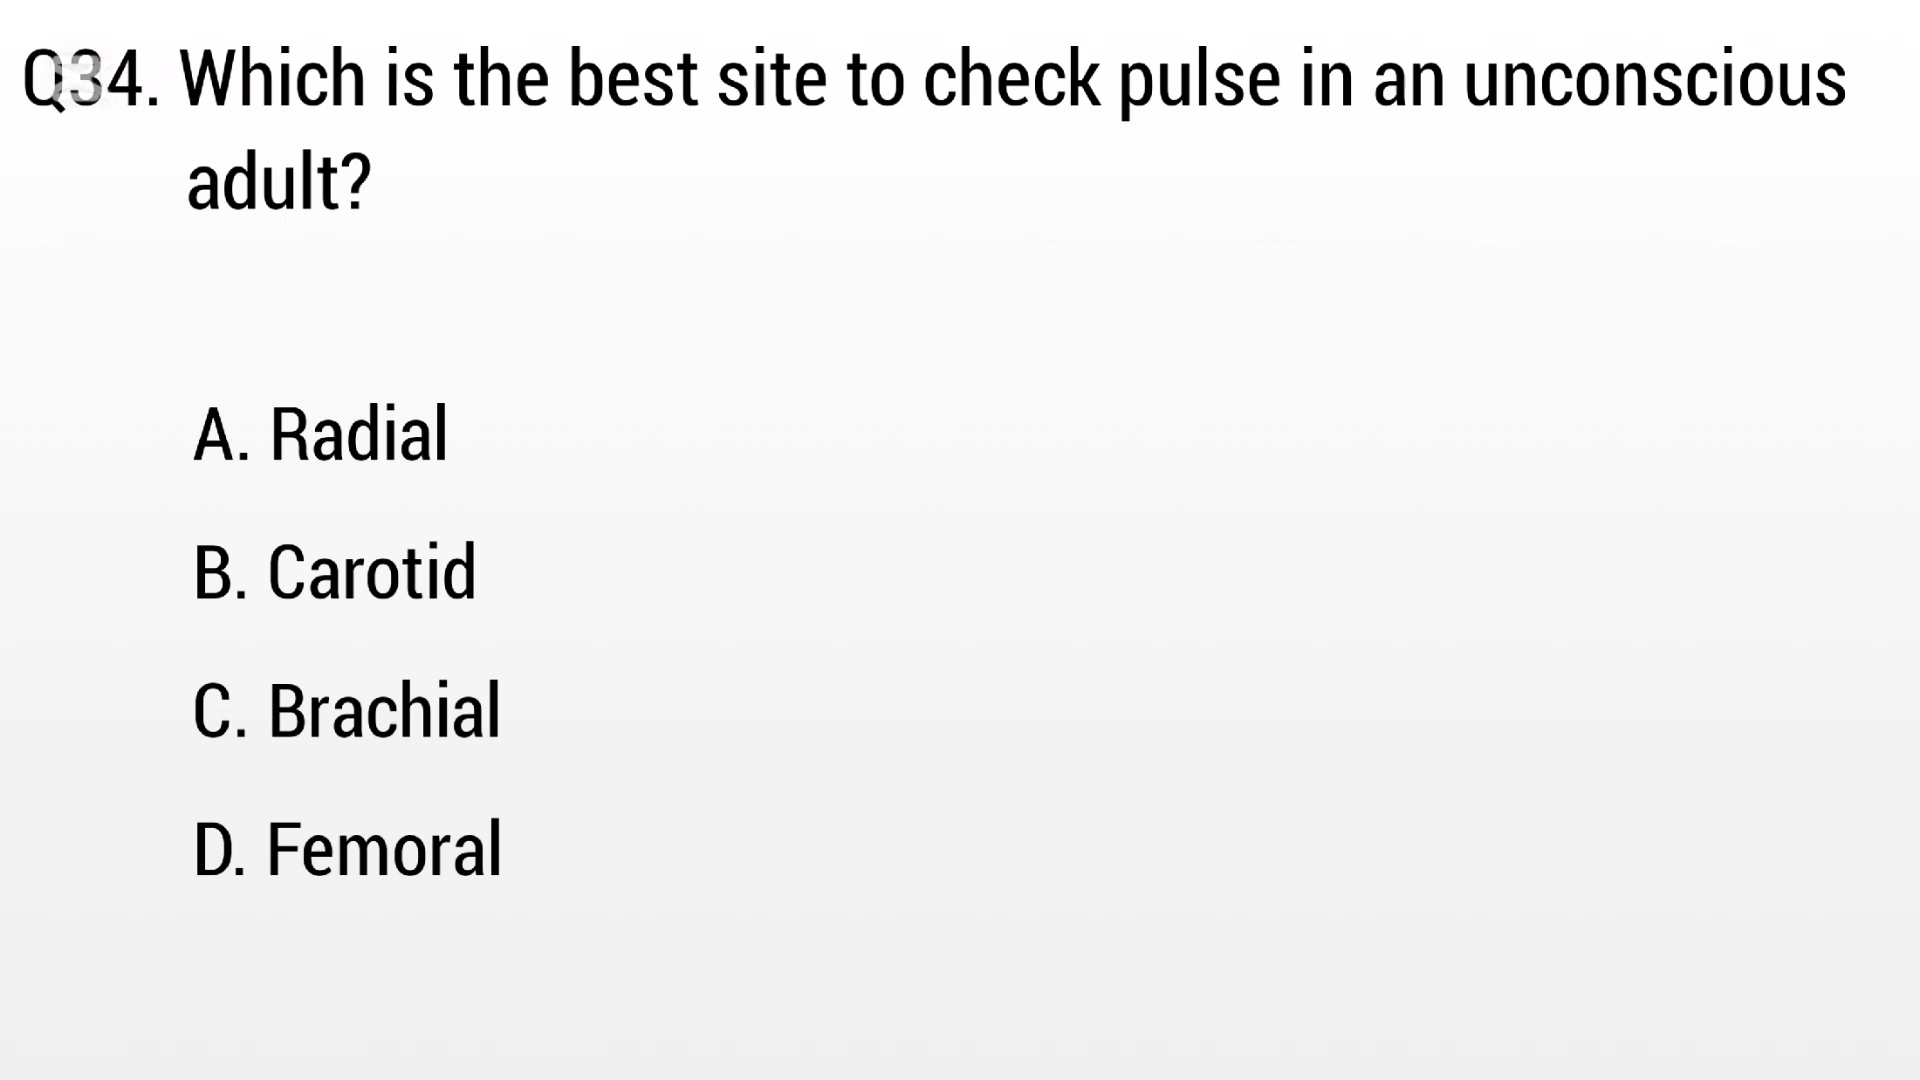 Q34. Which is the best site to check pulse in an unconscious
adult?
A. Radial
B. Carotid
C. Brachial
D. Femoral